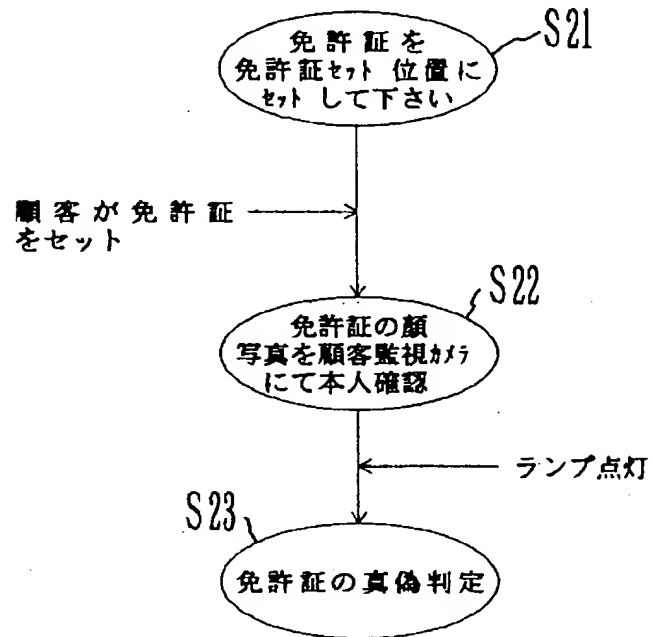 S21
免許証を
免許証セット 位置に
セット して下さい
顧客が免許証
をセット
S22
免許証の顔
写真を顧客監視カメラ
にて本人確認
ランプ点灯
S23
免許証の真偽判定